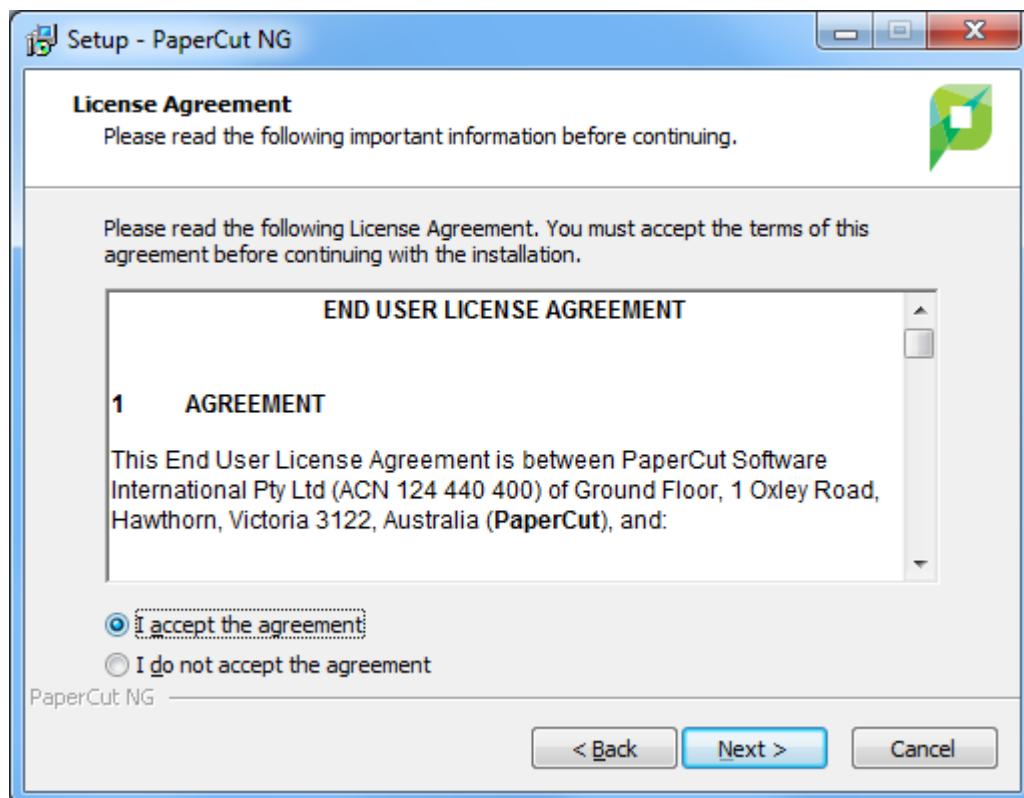 Setup - PaperCut NG
License Agreement
Please read the following important information before continuing.
Please read the following License Agreement. You must accept the terms of this
agreement before continuing with the installation.
END USER LICENSE AGREEMENT
1 AGREEMENT
This End User License Agreement is between PaperCut Software
International Pty Ltd (ACN 124 440 400) of Ground Floor, 1 Oxley Road,
Hawthorn, Victoria 3122, Australia (PaperCut), and:
I accept the agreement
I do not accept the agreement
PaperCut NG
< Back Next > Cancel